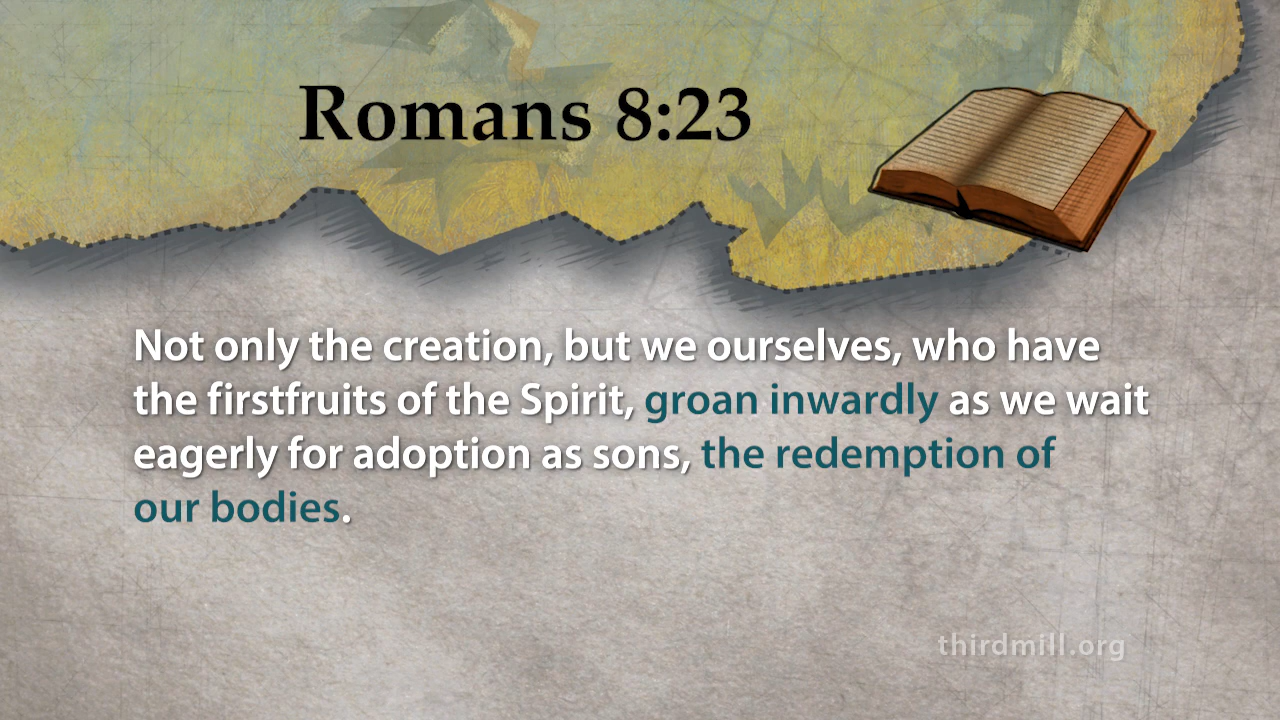 Romans 8:23
Not only the creation, but we ourselves, who have
the firstfruits of the Spirit, groan inwardly as we wait
eagerly for adoption as sons, the redemption of
our bodies.
thirdmill.org